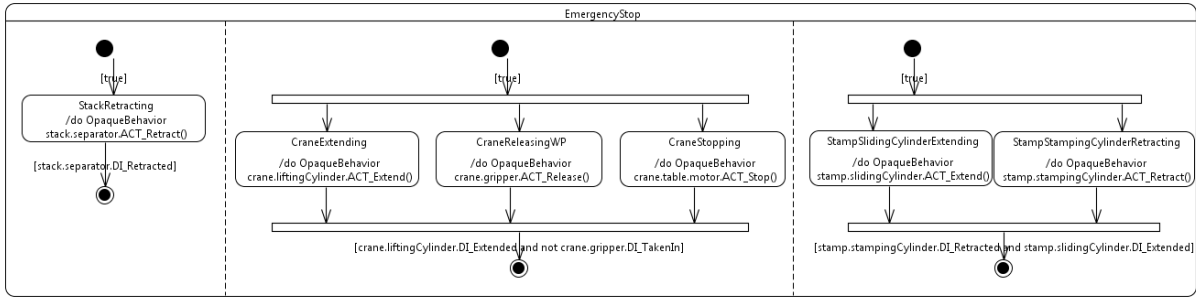 EmergencyStop
[true]
StackRetracting
/do OpaqueBehavior
stack.separator.ACT_Retract()
[stack.separator.DI_Retracted]
[true]
CraneExtending
/do OpaqueBehavior
crane.liftingCylinder.ACT_Extend()
CraneReleasingWP
/do OpaqueBehavior
crane.gripper.ACT_Release()
CraneStopping
/do OpaqueBehavior
crane.table.motor.ACT_Stop()
[crane.liftingCylinder.DI_Extended and not crane.gripper.DI_TakenIn]
[true]
StampSlidingCylinderExtending
/do OpaqueBehavior
stamp.slidingCylinder.ACT_Extend()
StampStampingCylinderRetracting
/do OpaqueBehavior
stamp.stampingCylinder.ACT_Retract()
[stamp.stampingCylinder.DI_Retracted and stamp.slidingCylinder.DI_Extended]